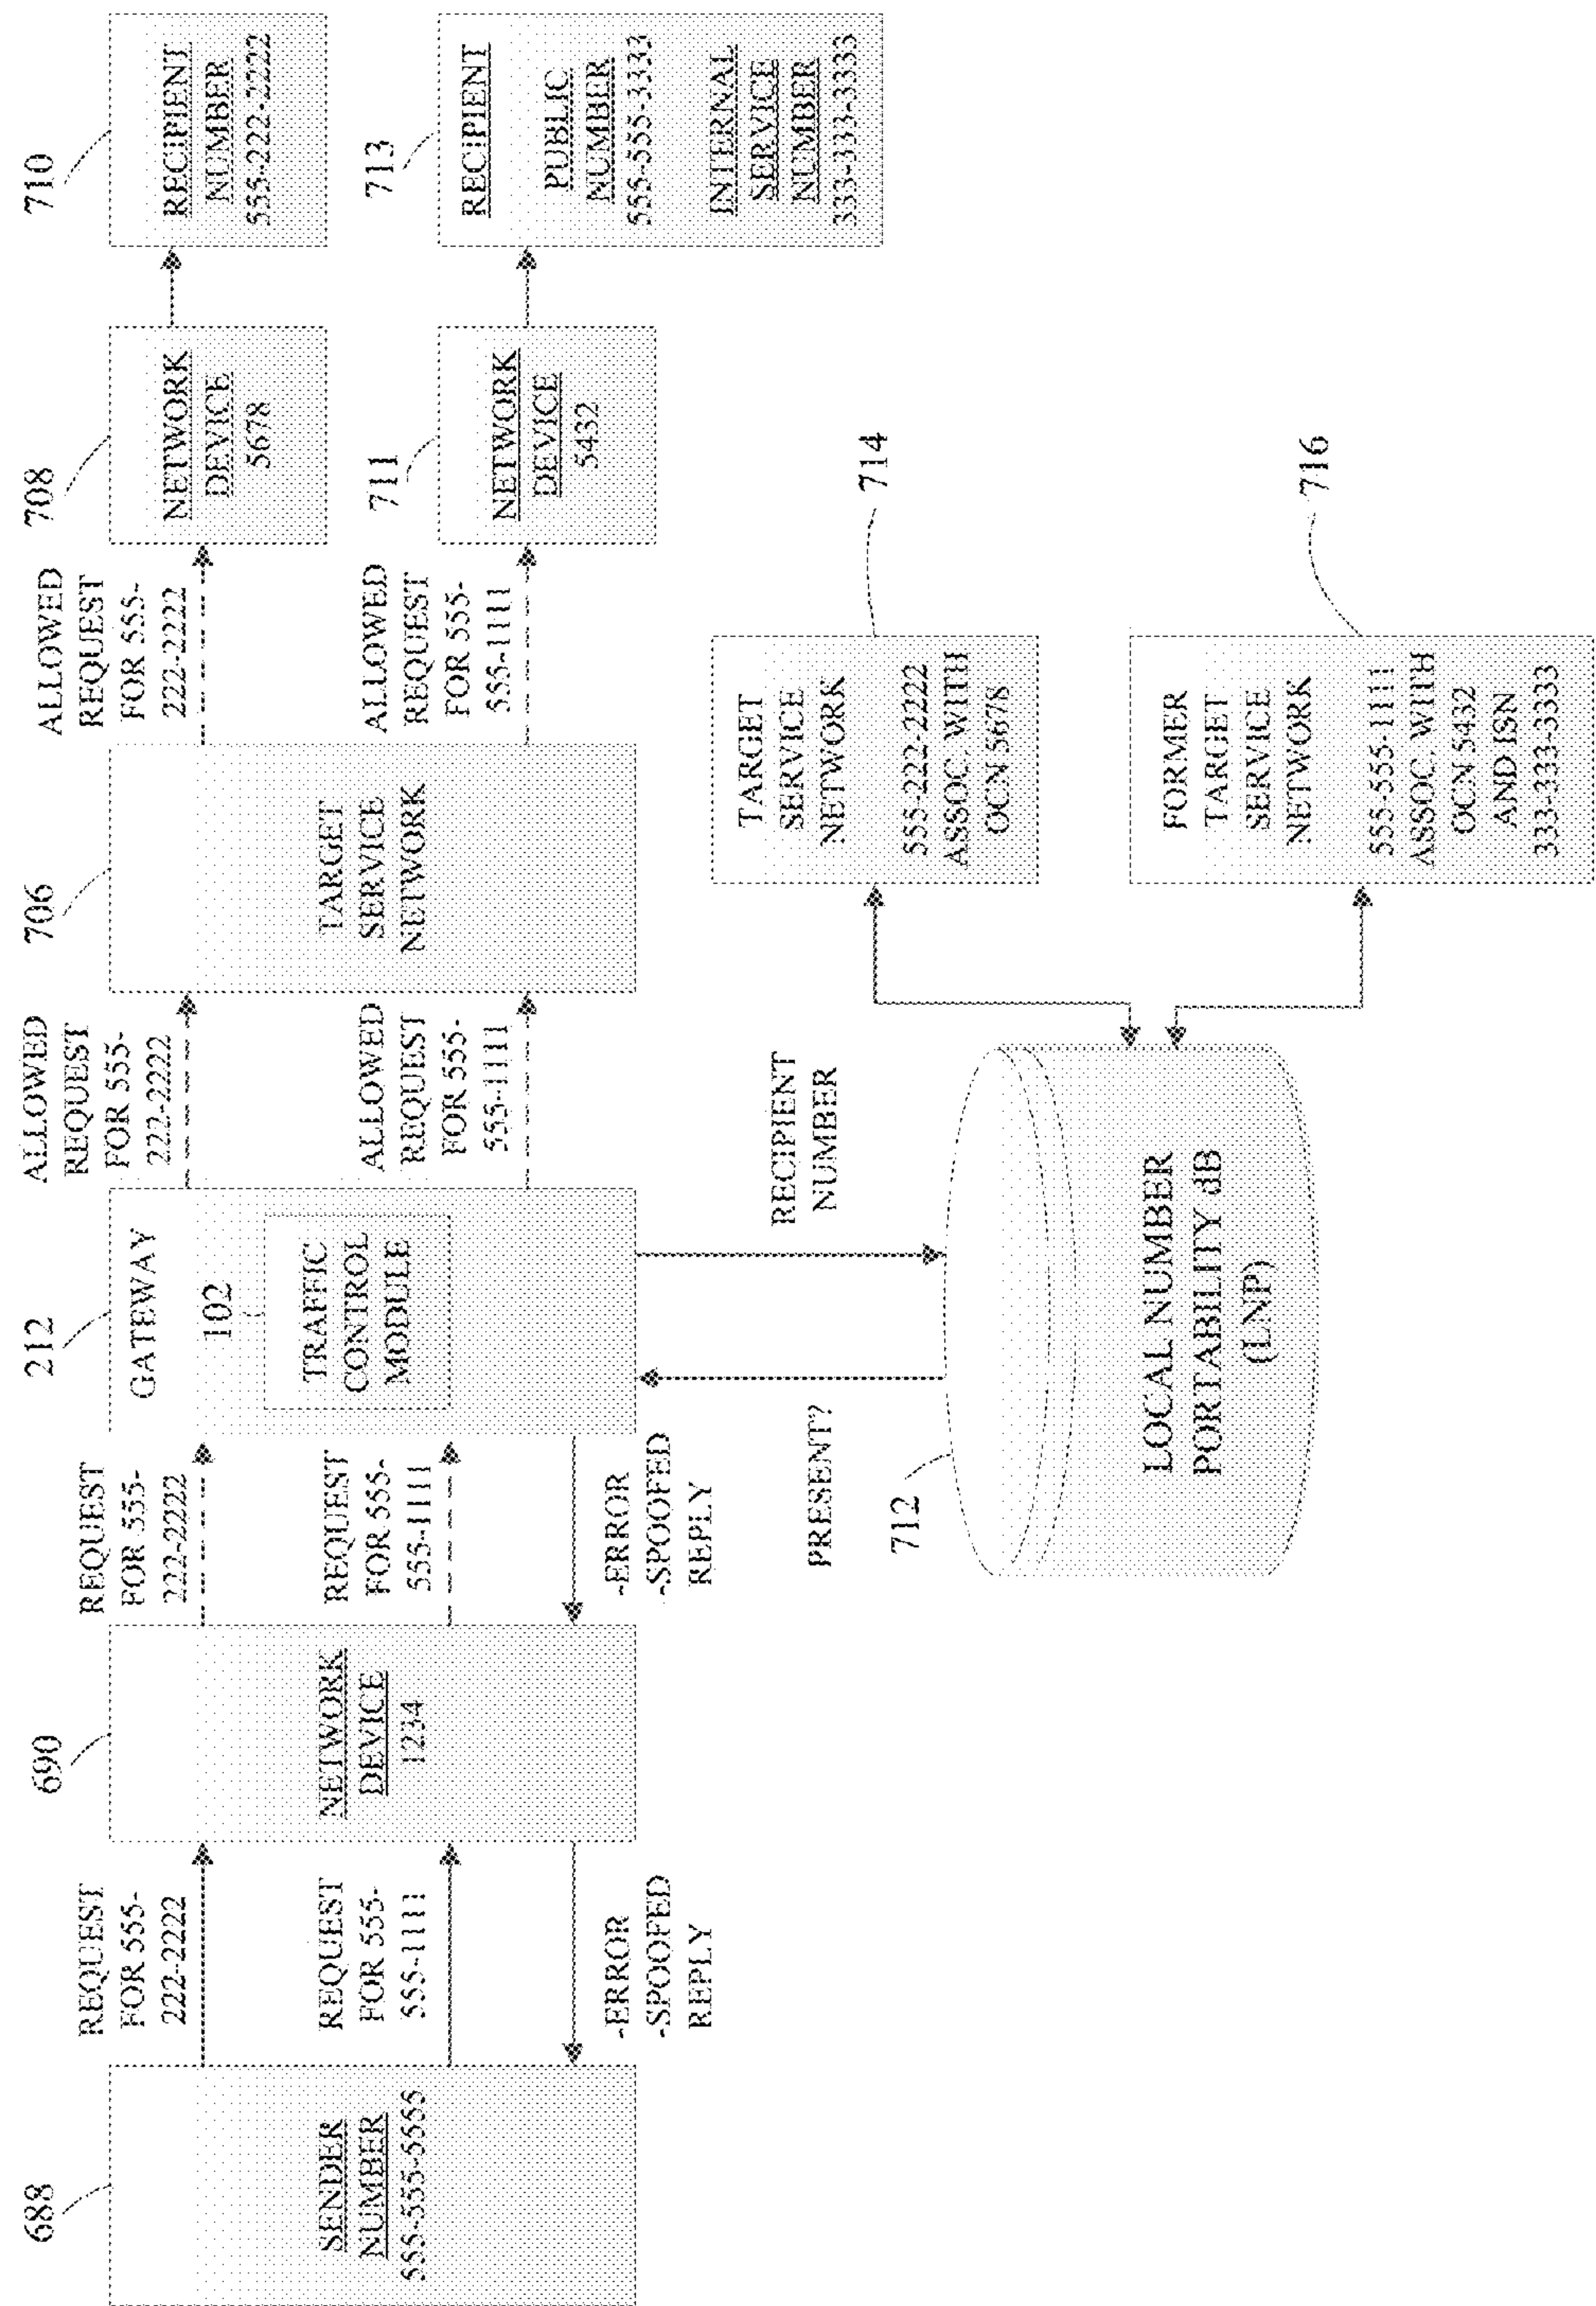 688
SENDER
NUMBER
555-555-5555
REQUEST
FOR 555-
222-2222
REQUEST
FOR 555-
555-1111
-ERROR
-SPOOFED
REPLY
690
NETWORK
DEVICE
1234
REQUEST
FOR 555-
222-2222
REQUEST
FOR 555-
555-1111
-ERROR
-SPOOFED
REPLY
212
GATEWAY
102
TRAFFIC
CONTROL
MODULE
ALLOWED
REQUEST
FOR 555-
222-2222
ALLOWED
REQUEST
FOR 555-
555-1111
706
TARGET
SERVICE
NETWORK
ALLOWED
REQUEST
FOR 555-
222-2222
ALLOWED
REQUEST
FOR 555-
555-1111
708
NETWORK
DEVICE
5678
710
RECIPIENT
NUMBER
555-222-2222
711
NETWORK
DEVICE
5432
713
RECIPIENT
PUBLIC
NUMBER
555-555-3333
INTERNAL
SERVICE
NUMBER
333-333-3333
PRESENT?
RECIPIENT
NUMBER
712
LOCAL NUMBER
PORTABILITY dB
(LNP)
714
TARGET
SERVICE
NETWORK
555-222-2222
ASSOC. WITH
OCN 5678
716
FORMER
TARGET
SERVICE
NETWORK
555-555-1111
ASSOC. WITH
OCN 5432
AND ISN
333-333-3333